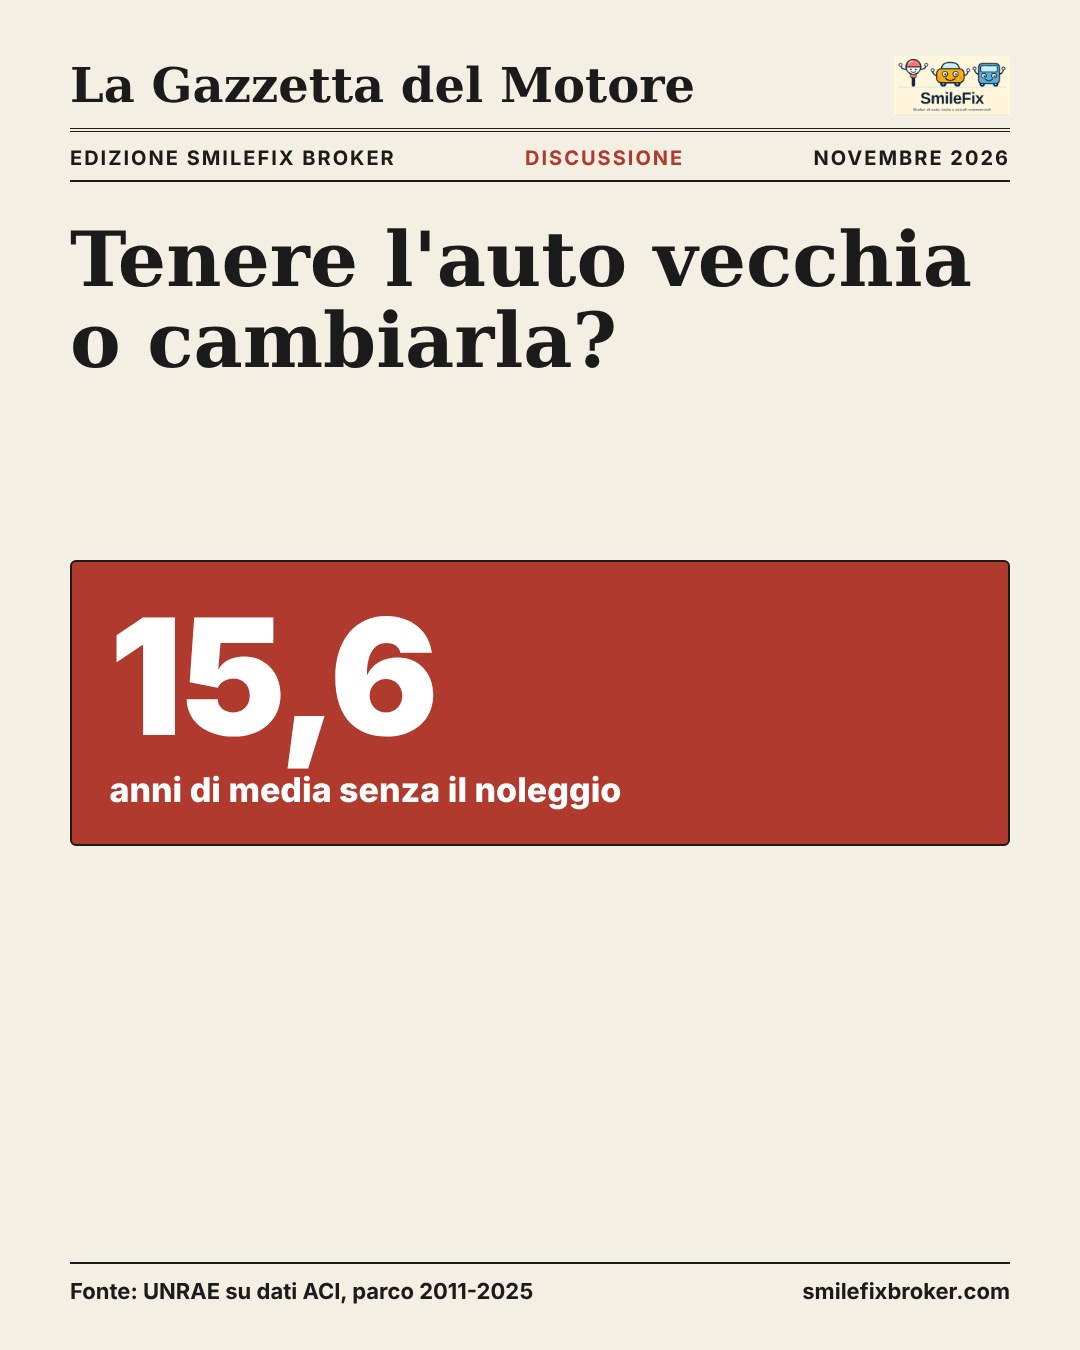 La Gazzetta del Motore
SmileFix
EDIZIONE SMILEFIX BROKER
DISCUSSIONE
NOVEMBRE 2026
Tenere l'auto vecchia
o cambiarla?
15,6
anni di media senza il noleggio
Fonte: UNRAE su dati ACI, parco 2011-2025
smilefixbroker.com